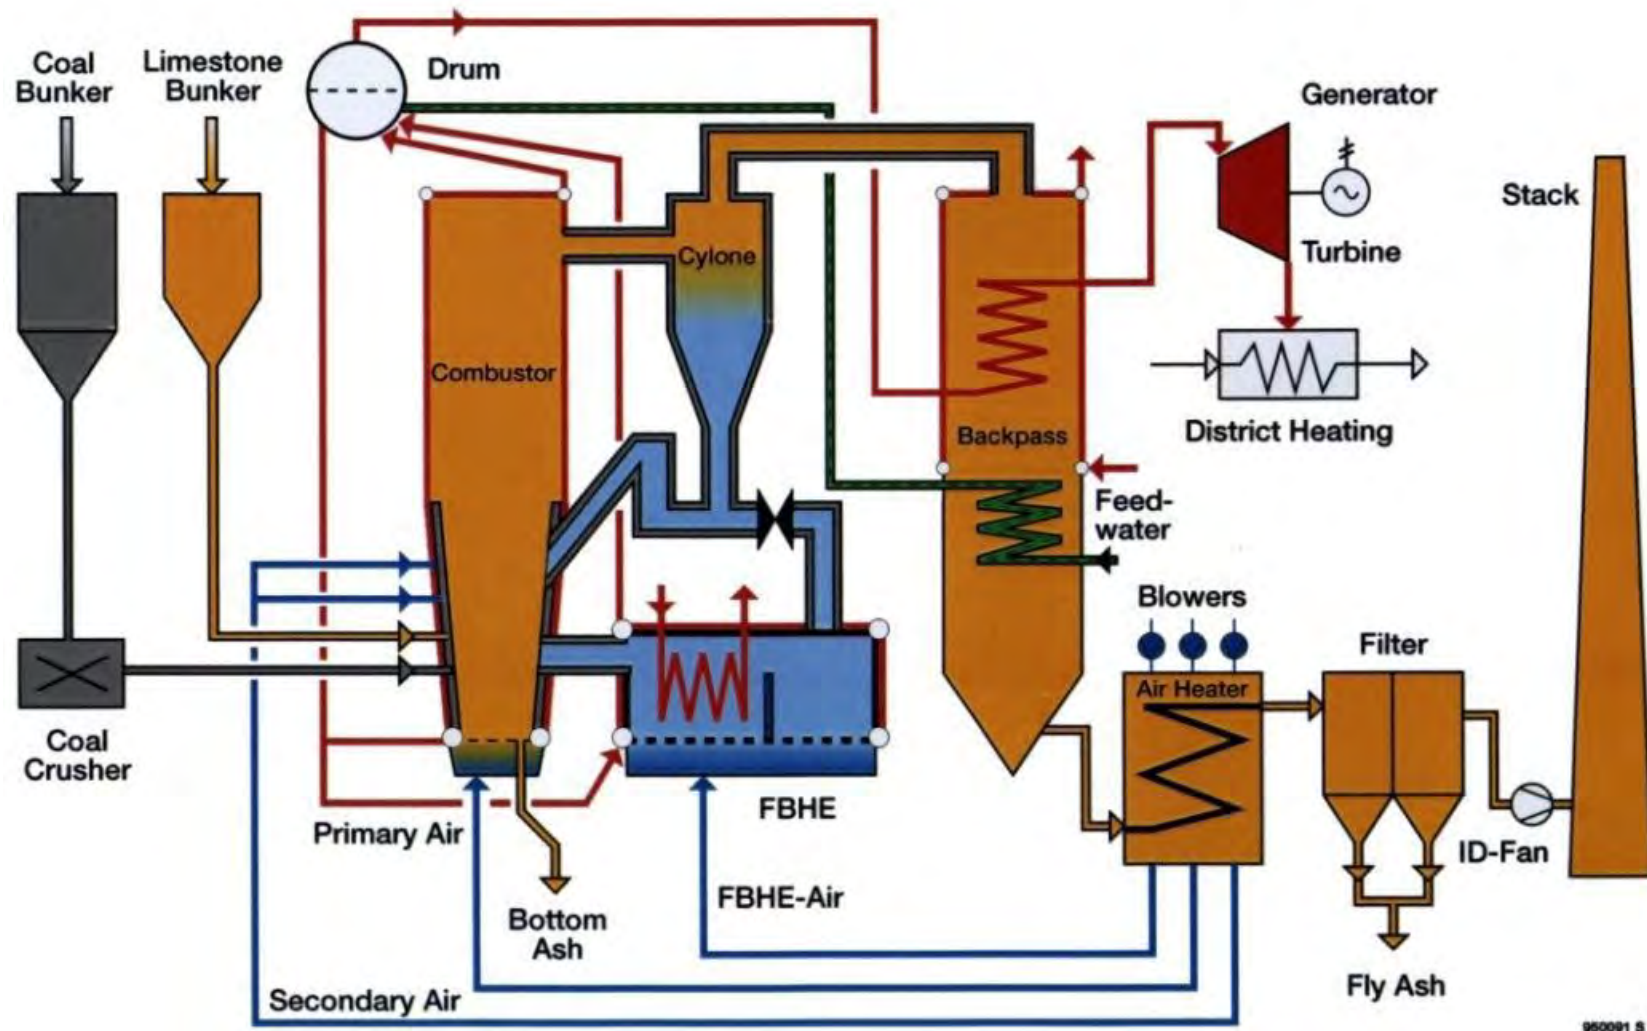 Coal
Bunker
Limestone
Bunker
Drum
Generator
Stack
Cylone
Turbine
Combustor
Backpass
District Heating
Feed-
water
Blowers
Filter
Air Heater
Coal
Crusher
FBHE
Primary Air
ID-Fan
FBHE-Air
Bottom
Ash
Fly Ash
Secondary Air